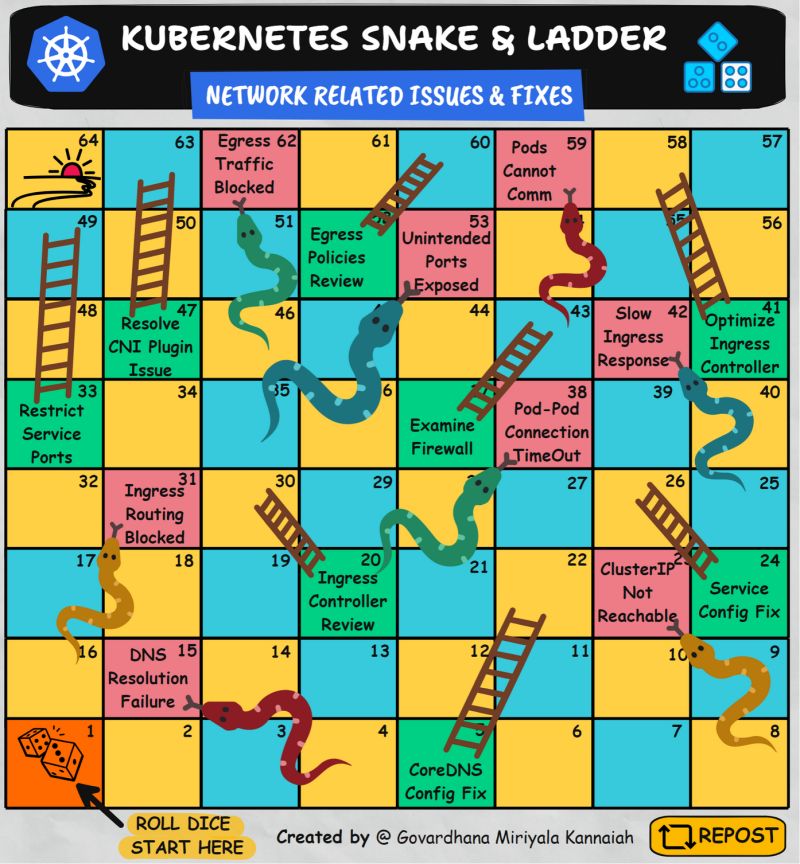 KUBERNETES SNAKE & LADDER
NETWORK RELATED ISSUES & FIXES
64
63
Egress 62
Traffic
Blocked
61
60
Pods 59
Cannot
Comm
58
57
49
50
51
Egress
Policies
Review
53
Unintended
Ports
Exposed
55
56
48
47
Resolve
CNI Plugin
Issue
46
44
43
Slow 42
Ingress
Response
41
Optimize
Ingress
Controller
33
Restrict
Service
Ports
34
35
6
37
Examine
Firewall
38
Pod-Pod
Connection
TimeOut
39
40
32
31
Ingress
Routing
Blocked
30
29
27
26
25
17
18
19
20
Ingress
Controller
Review
21
22
ClusterIP
Not
Reachable
24
Service
Config Fix
16
DNS 15
Resolution
Failure
14
13
12
11
10
9
1
2
3
4
5
CoreDNS
Config Fix
6
7
8
ROLL DICE
START HERE
Created by @ Govardhana Miriyala Kannaiah
REPOST